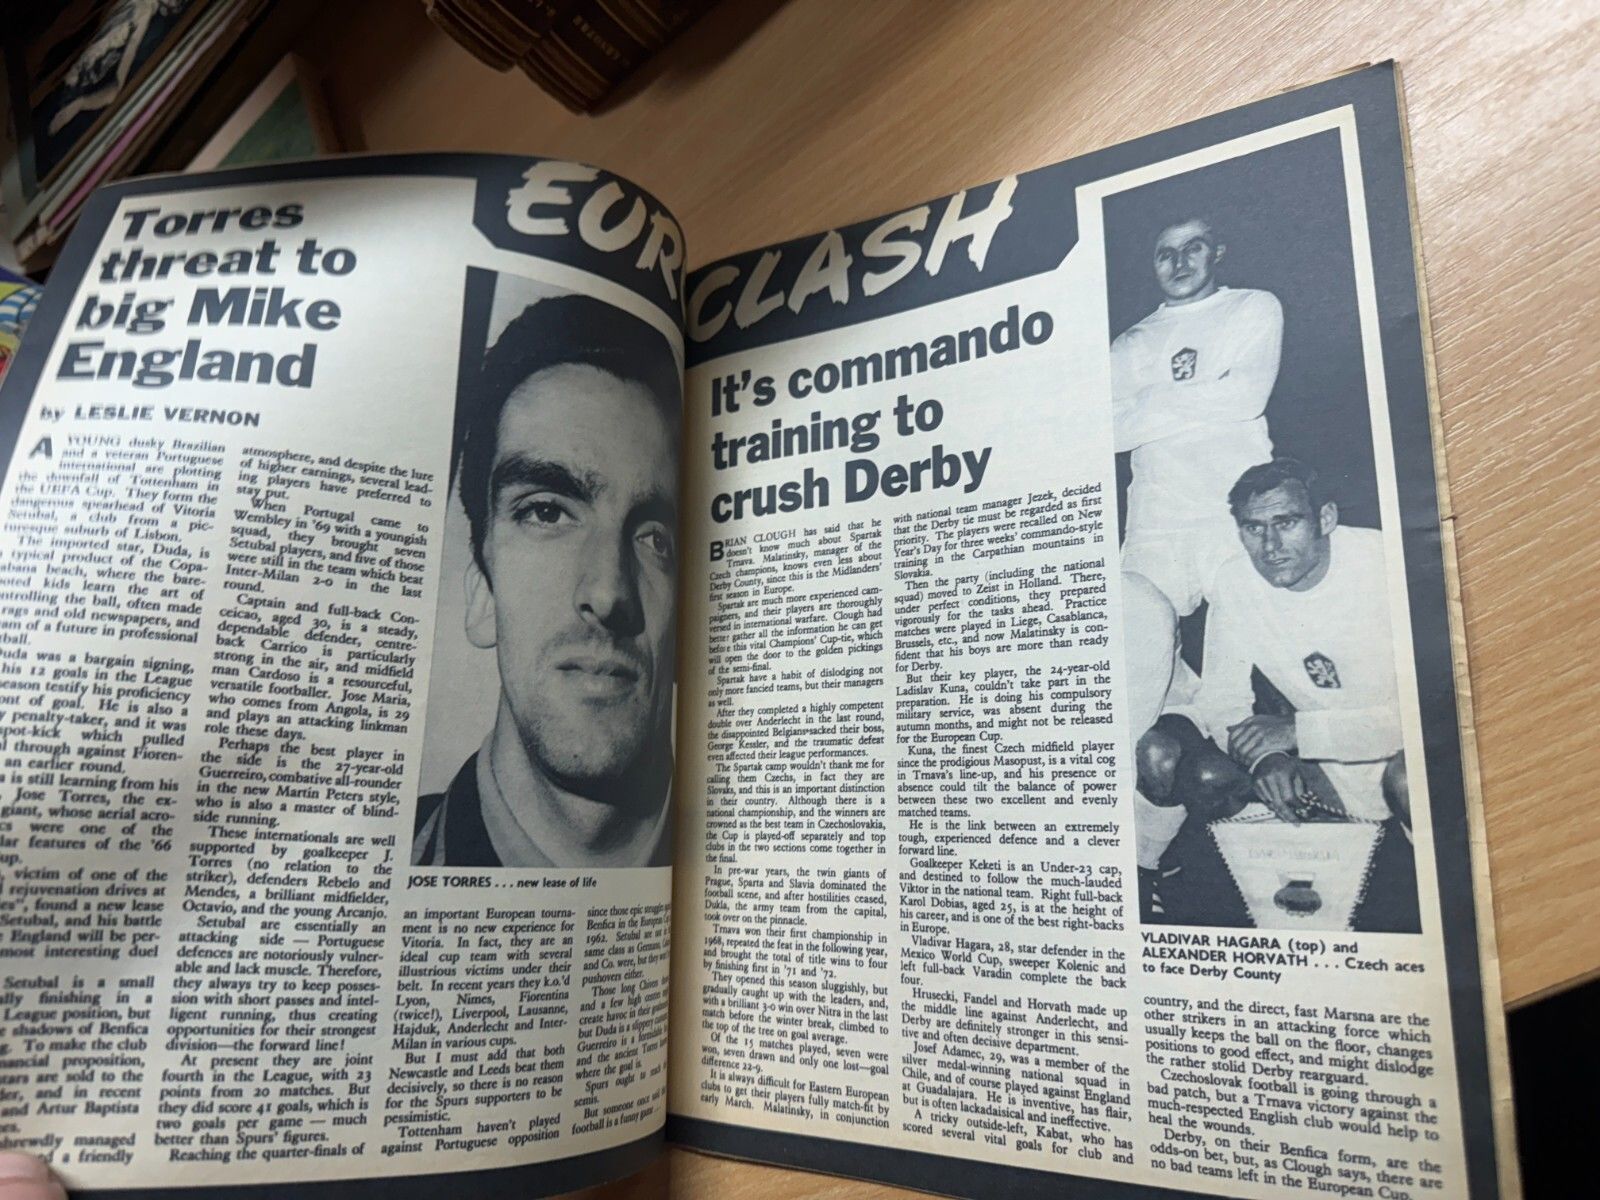 EUR
CLASH
Torres
threat to
big Mike
England
by LESLIE VERNON
A YOUNG dusky Brazilian
and a veteran Portuguese
international are plotting
the downfall of Tottenham in
the UEFA Cup. They form the
dangerous spearhead of Vitoria
Setubal, a club from a pic-
turesque suburb of Lisbon.
The imported star, Duda, is
typical product of the Copa-
abana beach, where the bare-
kids learn the art of
ntrolling the ball, often made
rags and old newspapers, and
of a future in professional
Duda was a bargain signing,
his 12 goals in the League
season testify his proficiency
of goal. He is also a
penalty-taker, and it was
spot-kick which pulled
through against Fioren-
an earlier round.
is still learning from his
Jose Torres, the ex-
giant, whose aerial acro-
were one of the
features of the '66
victim of one of the
rejuvenation drives at
found a new lease
Setubal, and his battle
England will be per-
most interesting duel
Setubal is a small
finishing in a
League position, but
shadows of Benfica
To make the club
proposition,
are sold to the
and in recent
and Artur Baptista
shrewdly managed
a friendly
atmosphere, and despite the lure
of higher earnings, several lead-
ing players have preferred to
stay put.
When Portugal came to
Wembley in '69 with a youngish
squad, they brought seven
Setubal players, and five of those
were still in the team which beat
Inter-Milan 2-0 in the last
round.
Captain and full-back Con-
ceicao, aged 30, is a steady,
dependable defender, centre-
back Carrico is particularly
strong in the air, and midfield
man Cardoso is a resourceful,
versatile footballer. Jose Maria,
who comes from Angola, is 29
and plays an attacking linkman
role these days.
Perhaps the best player in
the side is the 27-year-old
Guerreiro, combative all-rounder
in the new Martin Peters style,
who is also a master of blind-
side running.
These internationals are well
supported by goalkeeper J.
Torres (no relation to the
striker), defenders Rebelo and
Mendes, a brilliant midfielder,
Octavio, and the young Arcanjo.
Setubal are essentially an
attacking side — Portuguese
defences are notoriously vulner-
able and lack muscle. Therefore,
they always try to keep posses-
sion with short passes and intel-
ligent running, thus creating
opportunities for their strongest
division—the forward line!
At present they are joint
fourth in the League, with 23
points from 20 matches. But
they did score 41 goals, which is
two goals per game — much
better than Spurs' figures.
Reaching the quarter-finals of
JOSE TORRES . . . new lease of life
an important European tourna-
ment is no new experience for
Vitoria. In fact, they are an
ideal cup team with several
illustrious victims under their
belt. In recent years they k.o.'d
Lyon, Nimes, Fiorentina
(twice!), Liverpool, Lausanne,
Hajduk, Anderlecht and Inter-
Milan in various cups.
But I must add that both
Newcastle and Leeds beat them
decisively, so there is no reason
for the Spurs supporters to be
pessimistic.
Tottenham haven't played
against Portuguese opposition
since those epic struggles
Benfica in the European
1962. Setubal are
same class as Germano,
and Co. were, but they
pushovers either.
Those long
and a few high
create havoc in their
but Duda is a slippery
Guerreiro is a
and the ancient Torres
where the goal is.
Spurs ought to
semis.
But someone once said
football is a funny game
It's commando
training to
crush Derby
BRIAN CLOUGH has said that he
doesn't know much about Spartak
Trnava. Malatinsky, manager of the
Czech champions, knows even less about
Derby County, since this is the Midlanders'
first season in Europe.
Spartak are much more experienced cam-
paigners, and their players are thoroughly
versed in international warfare. Clough had
better gather all the information he can get
before this vital Champions' Cup-tie, which
will open the door to the golden pickings
of the semi-final.
Spartak have a habit of dislodging not
only more fancied teams, but their managers
as well.
After they completed a highly competent
double over Anderlecht in the last round,
the disappointed Belgians sacked their boss,
George Kessler, and the traumatic defeat
even affected their league performances.
The Spartak camp wouldn't thank me for
calling them Czechs, in fact they are
Slovaks, and this is an important distinction
in their country. Although there is a
national championship, and the winners are
crowned as the best team in Czechoslovakia,
the Cup is played-off separately and top
clubs in the two sections come together in
the final.
In pre-war years, the twin giants of
Prague, Sparta and Slavia dominated the
football scene, and after hostilities ceased,
Dukla, the army team from the capital,
took over on the pinnacle.
Trnava won their first championship in
1968, repeated the feat in the following year,
and brought the total of title wins to four
by finishing first in '71 and '72.
They opened this season sluggishly, but
gradually caught up with the leaders, and,
with a brilliant 3-0 win over Nitra in the last
match before the winter break, climbed to
the top of the tree on goal average.
Of the 15 matches played, seven were
won, seven drawn and only one lost—goal
difference 22-9.
It is always difficult for Eastern European
clubs to get their players fully match-fit by
early March. Malatinsky, in conjunction
with national team manager Jezek, decided
that the Derby tie must be regarded as first
priority. The players were recalled on New
Year's Day for three weeks' commando-style
training in the Carpathian mountains in
Slovakia.
Then the party (including the national
squad) moved to Zeist in Holland. There,
under perfect conditions, they prepared
vigorously for the tasks ahead. Practice
matches were played in Liege, Casablanca,
Brussels, etc., and now Malatinsky is con-
fident that his boys are more than ready
for Derby.
But their key player, the 24-year-old
Ladislav Kuna, couldn't take part in the
preparation. He is doing his compulsory
military service, was absent during the
autumn months, and might not be released
for the European Cup.
Kuna, the finest Czech midfield player
since the prodigious Masopust, is a vital cog
in Trnava's line-up, and his presence or
absence could tilt the balance of power
between these two excellent and evenly
matched teams.
He is the link between an extremely
tough, experienced defence and a clever
forward line.
Goalkeeper Keketi is an Under-23 cap,
and destined to follow the much-lauded
Viktor in the national team. Right full-back
Karol Dobias, aged 25, is at the height of
his career, and is one of the best right-backs
in Europe.
Vladivar Hagara, 28, star defender in the
Mexico World Cup, sweeper Kolenic and
left full-back Varadin complete the back
four.
Hrusecki, Fandel and Horvath made up
the middle line against Anderlecht, and
Derby are definitely stronger in this sensi-
tive and often decisive department.
Josef Adamec, 29, was a member of the
silver medal-winning national squad in
Chile, and of course played against England
at Guadalajara. He is inventive, has flair,
but is often lackadaisical and ineffective.
A tricky outside-left, Kabat, who has
scored several vital goals for club and
VLADIVAR HAGARA (top) and
ALEXANDER HORVATH . . . Czech aces
to face Derby County
country, and the direct, fast Marsna are the
other strikers in an attacking force which
usually keeps the ball on the floor, changes
positions to good effect, and might dislodge
the rather stolid Derby rearguard.
Czechoslovak football is going through a
bad patch, but a Trnava victory against the
much-respected English club would help to
heal the wounds.
Derby, on their Benfica form, are the
odds-on bet, but, as Clough says, there are
no bad teams left in the European Cup.